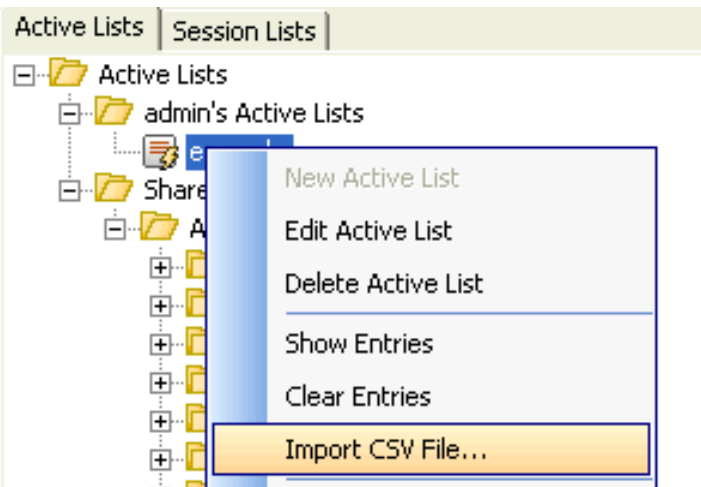 Active Lists
Session Lists
Active Lists
admin's Active Lists
New Active List
Edit Active List
Delete Active List
Show Entries
Clear Entries
Import CSV File...